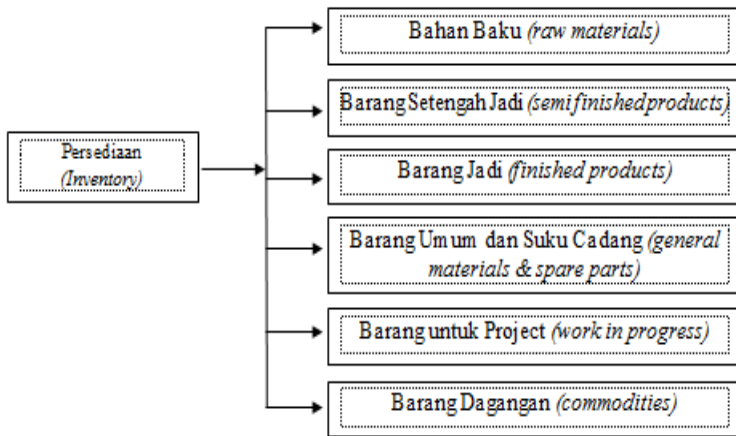 Bahan Baku (raw materials)
Barang Setengah Jadi (semi finished products)
Persediaan
(Inventory)
Barang Jadi (finished products)
Barang Umum dan Suku Cadang (general
materials & spare parts)
Barang untuk Project (work in progress)
Barang Dagangan (commodities)